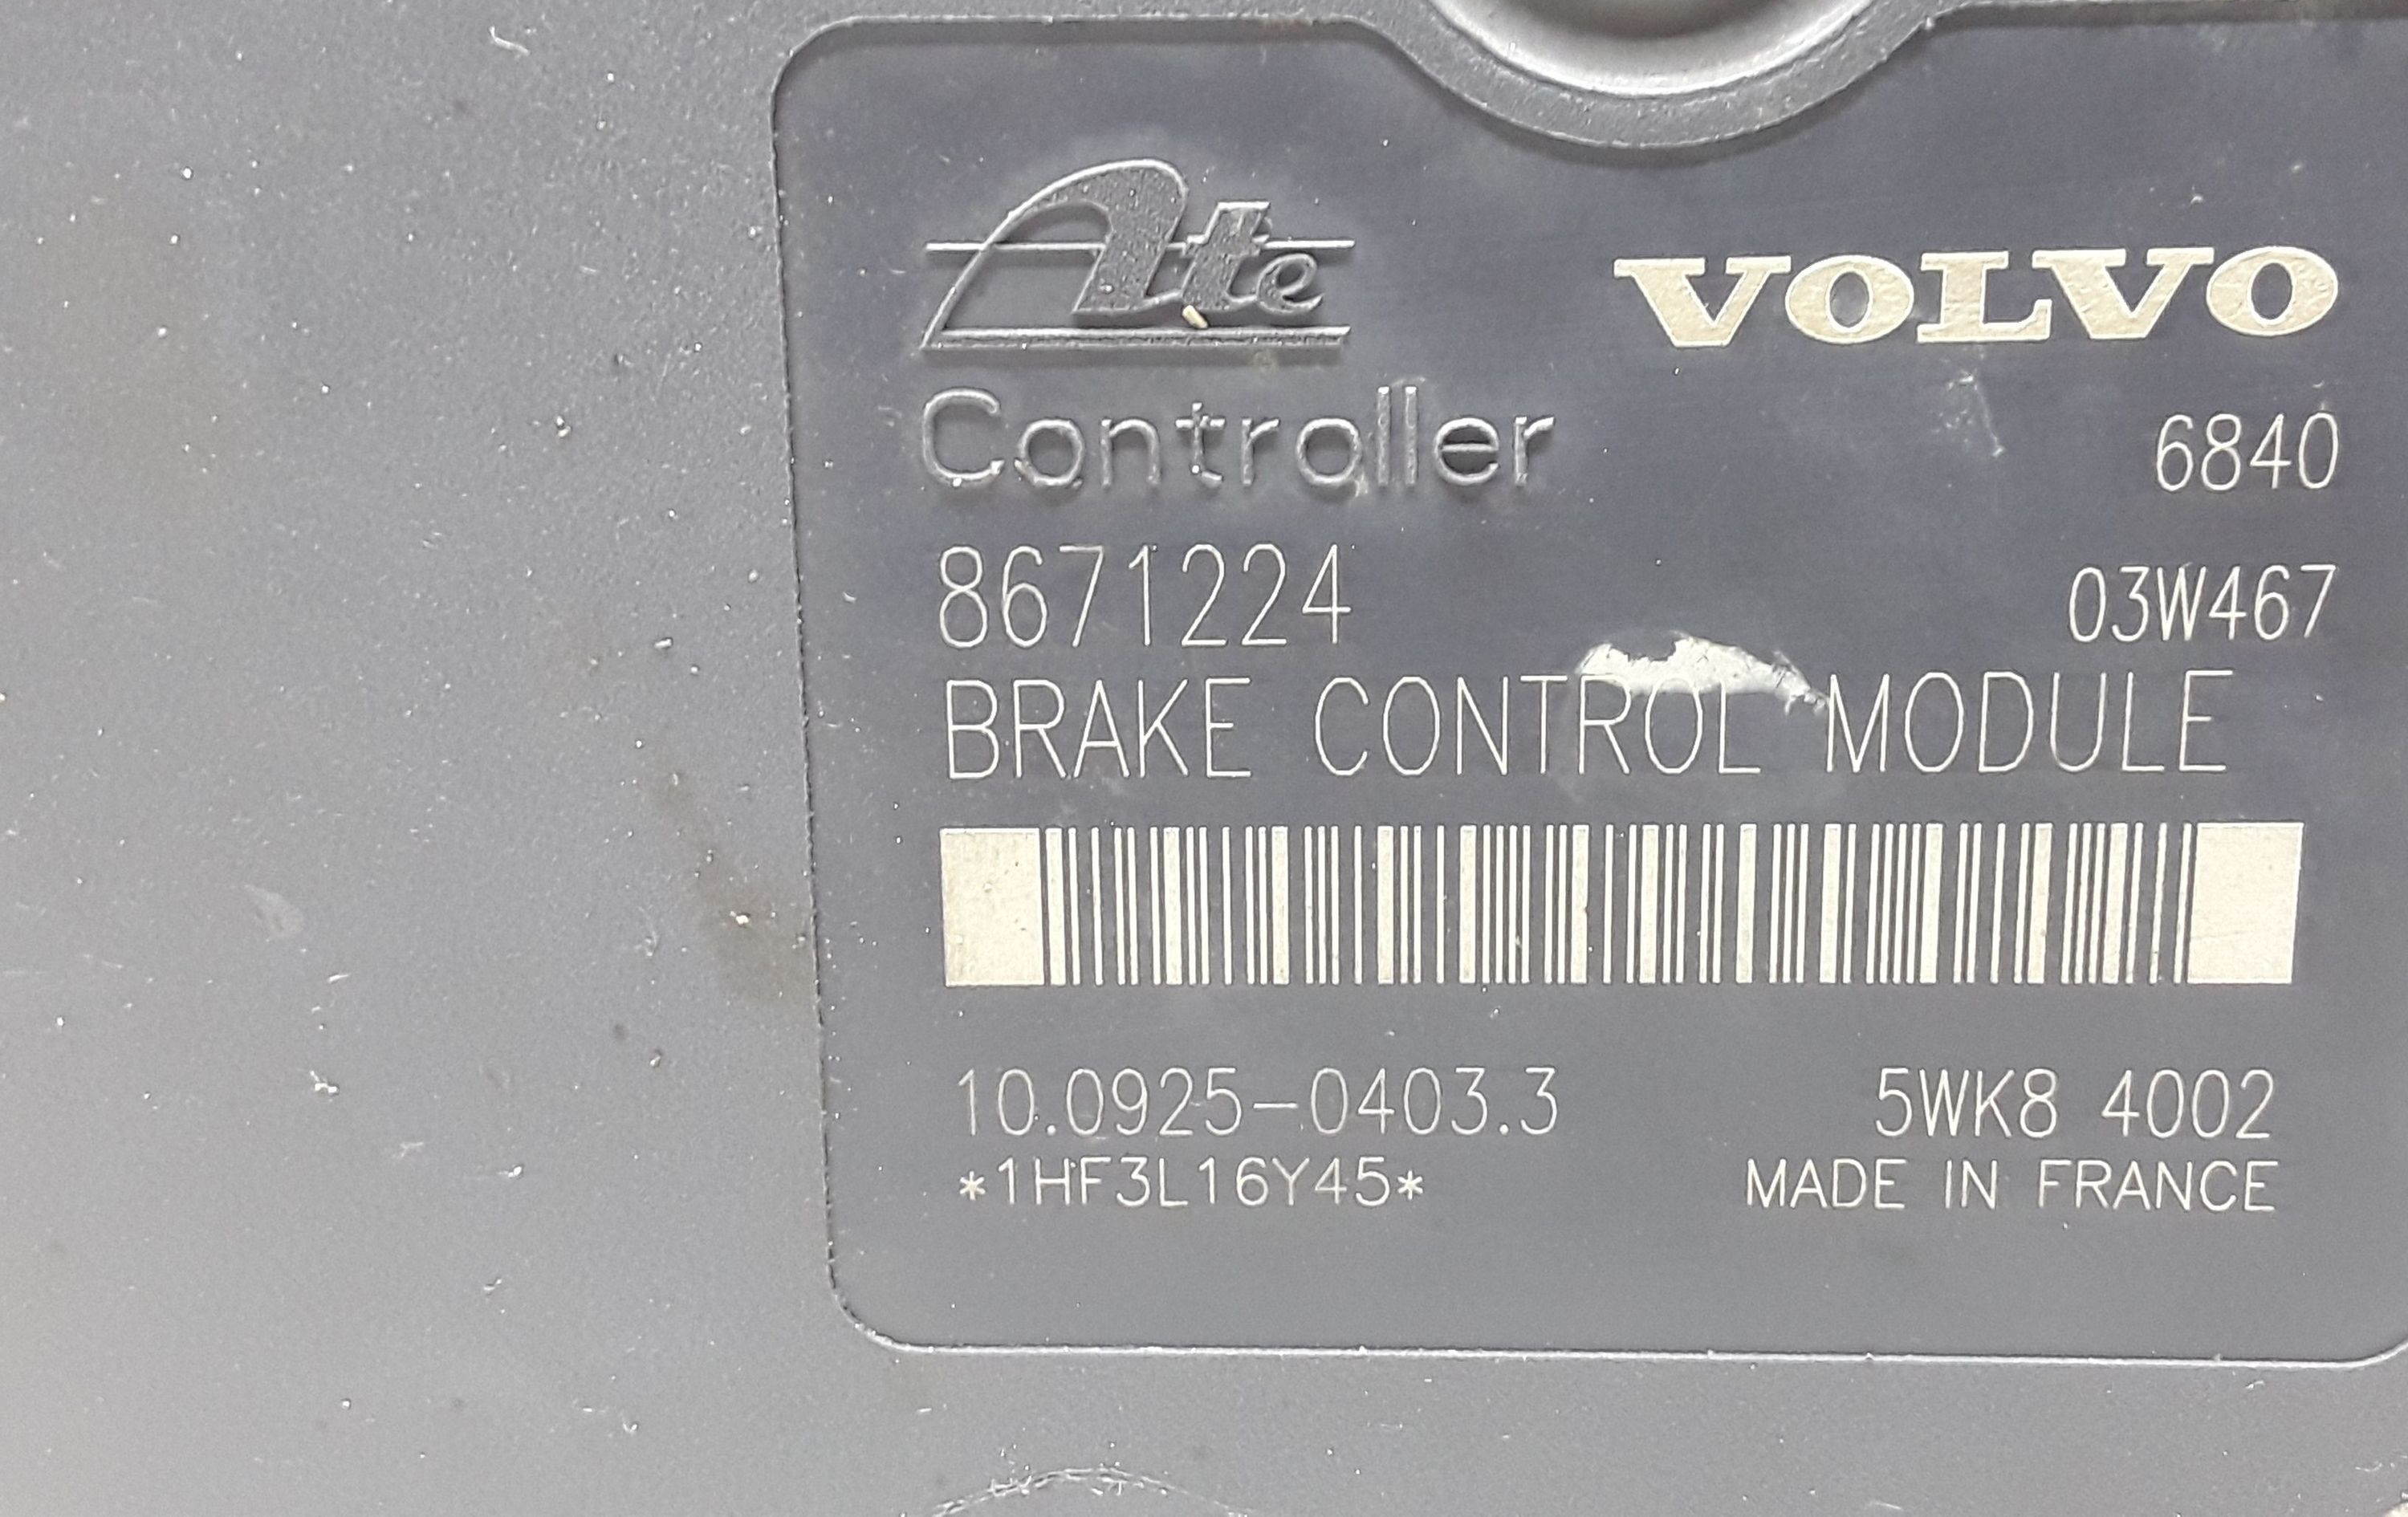 Ate
VOLVO
Controller
6840
8671224
03W467
BRAKE CONTROL MODULE
10.0925-0403.3
5WK8 4002
*1HF3L16Y45*
MADE IN FRANCE